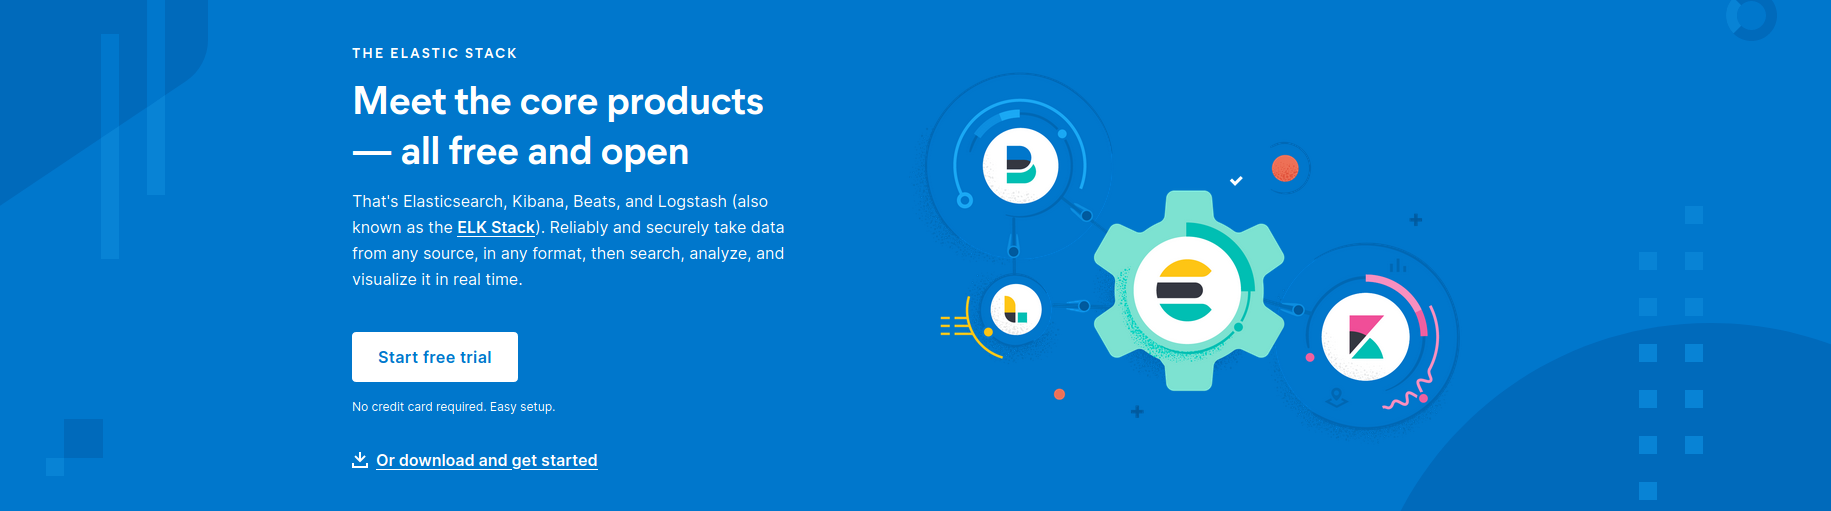 THE ELASTIC STACK
Meet the core products
— all free and open
That's Elasticsearch, Kibana, Beats, and Logstash (also
known as the ELK Stack). Reliably and securely take data
from any source, in any format, then search, analyze, and
visualize it in real time.
Start free trial
No credit card required. Easy setup.
Or download and get started